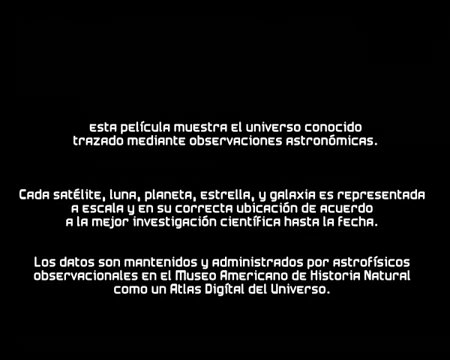 Esta película muestra el universo conocido
trazado mediante observaciones astronómicas.
Cada satélite, luna, planeta, estrella, y galaxia es representada
a escala y en su correcta ubicación de acuerdo
a la mejor investigación científica hasta la fecha.
Los datos son mantenidos y administrados por astrofísicos
observacionales en el Museo Americano de Historia Natural
como un Atlas Digítal del Universo.